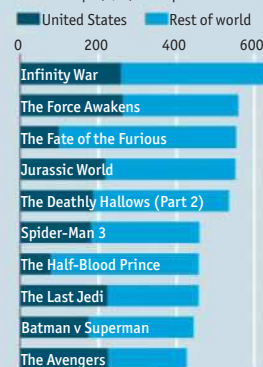 United States Rest of world
0 200 400 600
Infinity War
The Force Awakens
The Fate of the Furious
Jurassic World
The Deathly Hallows (Part 2)
Spider-Man 3
The Half-Blood Prince
The Last Jedi
Batman v Superman
The Avengers